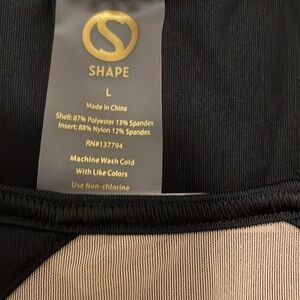 S
SHAPE
L
Made in China
Shell: 87% Polyester 13% Spandex
Insert: 88% Nylon 12% Spandex
RN#137794
Machine Wash Cold
With Like Colors
Use Non-chlorine